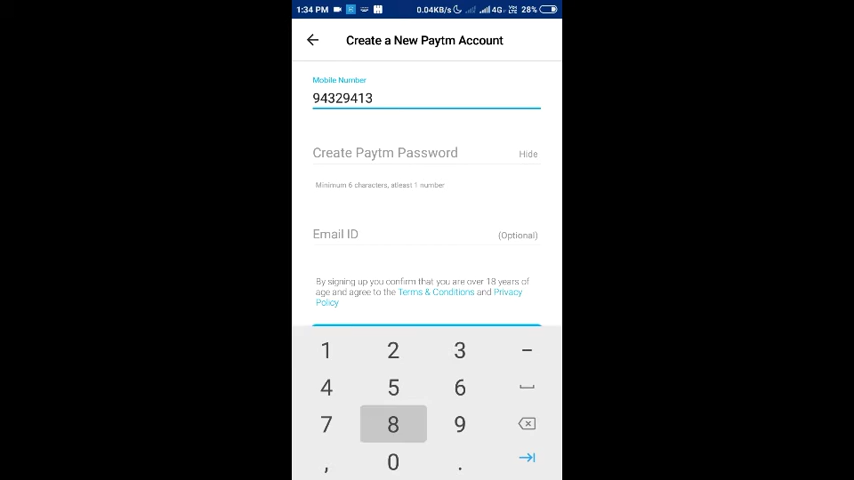 1:34 PM 0.04KB/s 4G 28%
Create a New Paytm Account
Mobile Number
94329413
Create Paytm Password Hide
Minimum 6 characters, atleast 1 number
Email ID (Optional)
By signing up you confirm that you are over 18 years of
age and agree to the Terms & Conditions and Privacy
Policy
1 2 3 –
4 5 6
7 8 9
, 0 .